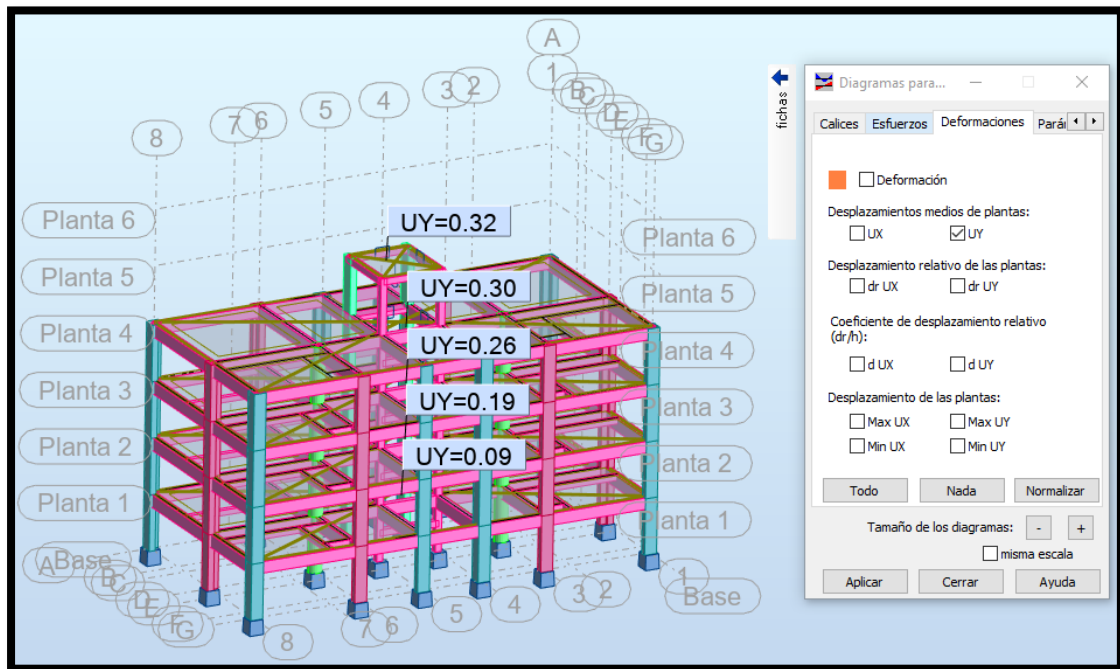 A
1
B
C
D
E
F
G
2
3
4
5
6
7
8
UY=0.32
Planta 6
Planta 6
Planta 5
UY=0.30
Planta 5
Planta 4
UY=0.26
Planta 4
Planta 3
UY=0.19
Planta 3
Planta 2
UY=0.09
Planta 2
Planta 1
Planta 1
A
Base
B
C
D
E
F
G
8
7
6
5
4
3
2
1
Base
fichas
Diagramas para...
Calices Esfuerzos Deformaciones Pará
Deformación
Desplazamientos medios de plantas:
UX UY
Desplazamiento relativo de las plantas:
dr UX dr UY
Coeficiente de desplazamiento relativo
(dr/h):
d UX d UY
Desplazamiento de las plantas:
Max UX Max UY
Min UX Min UY
Todo Nada Normalizar
Tamaño de los diagramas: - +
misma escala
Aplicar Cerrar Ayuda